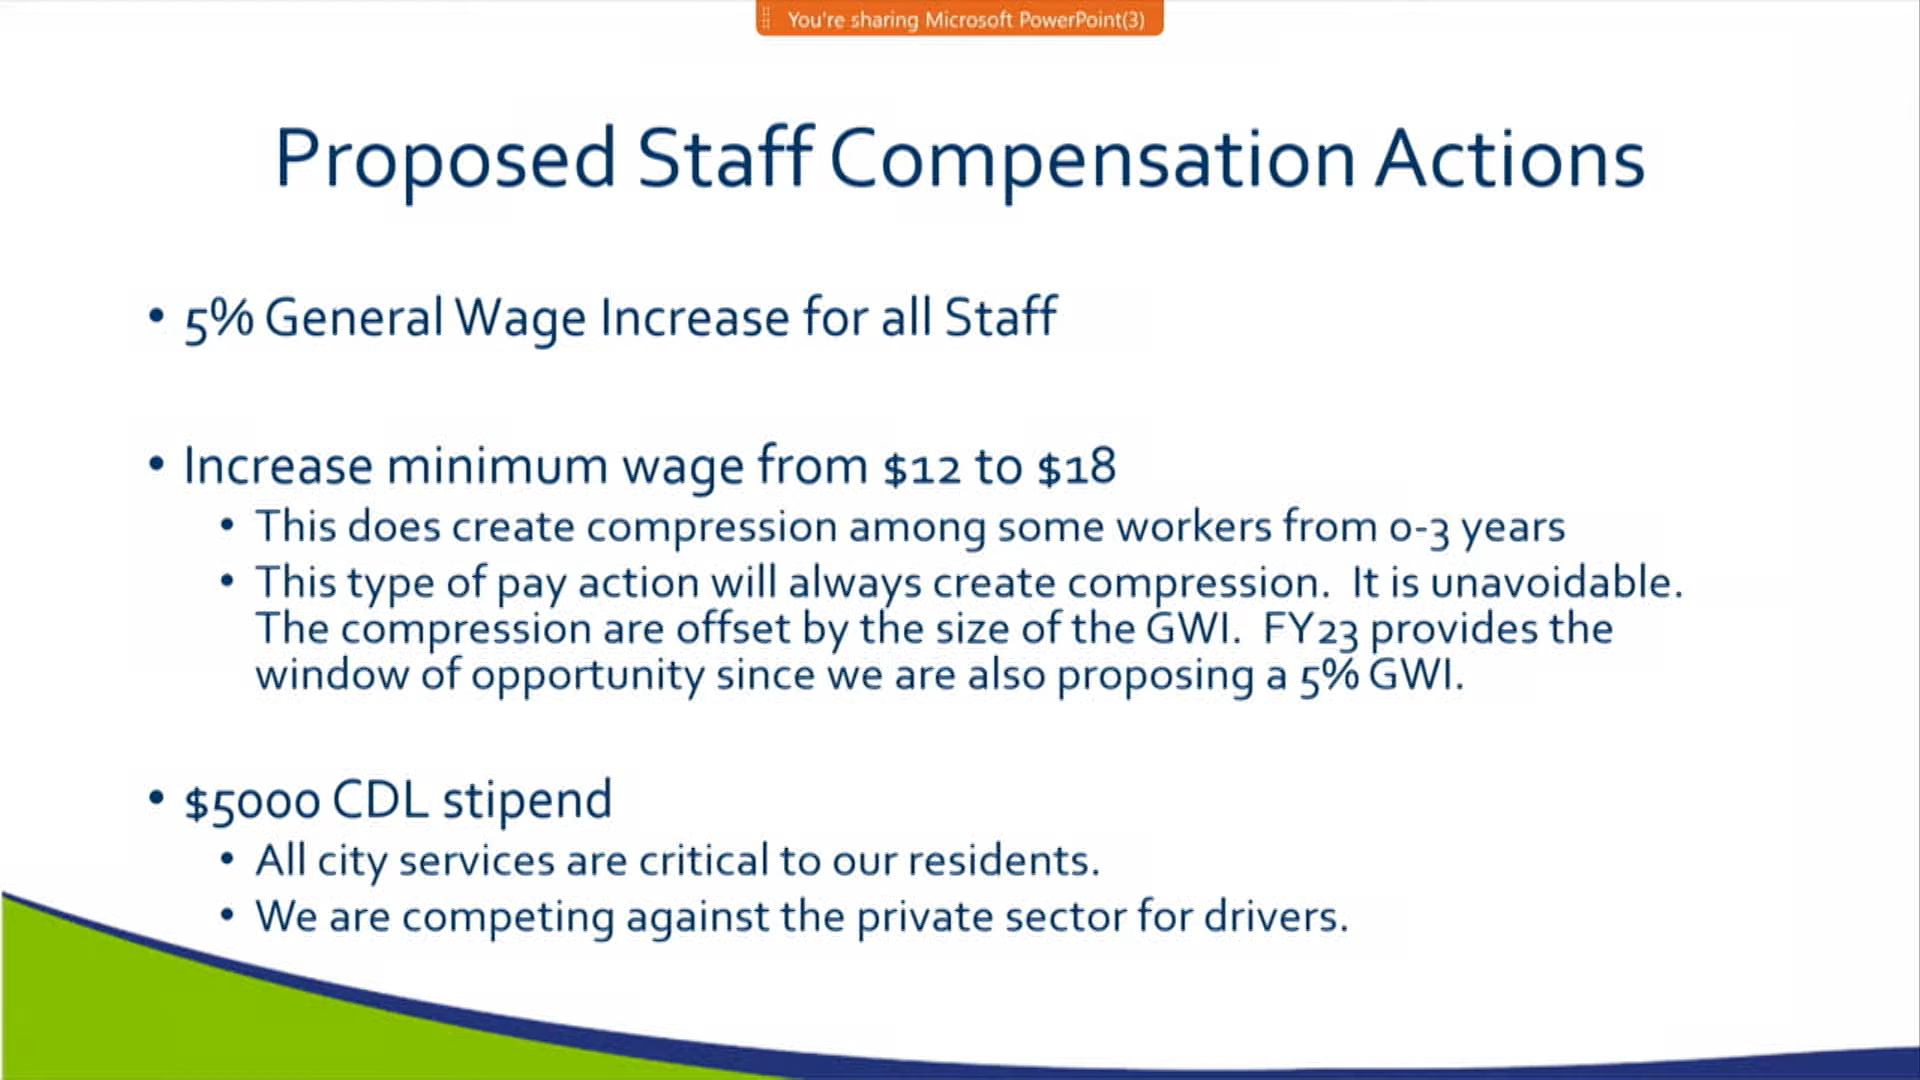 You're sharing Microsoft PowerPoint(3)
Proposed Staff Compensation Actions
• 5% General Wage Increase for all Staff
• Increase minimum wage from $12 to $18
• This does create compression among some workers from 0-3 years
• This type of pay action will always create compression. It is unavoidable.
The compression are offset by the size of the GWI. FY23 provides the
window of opportunity since we are also proposing a 5% GWI.
• $5000 CDL stipend
• All city services are critical to our residents.
• We are competing against the private sector for drivers.